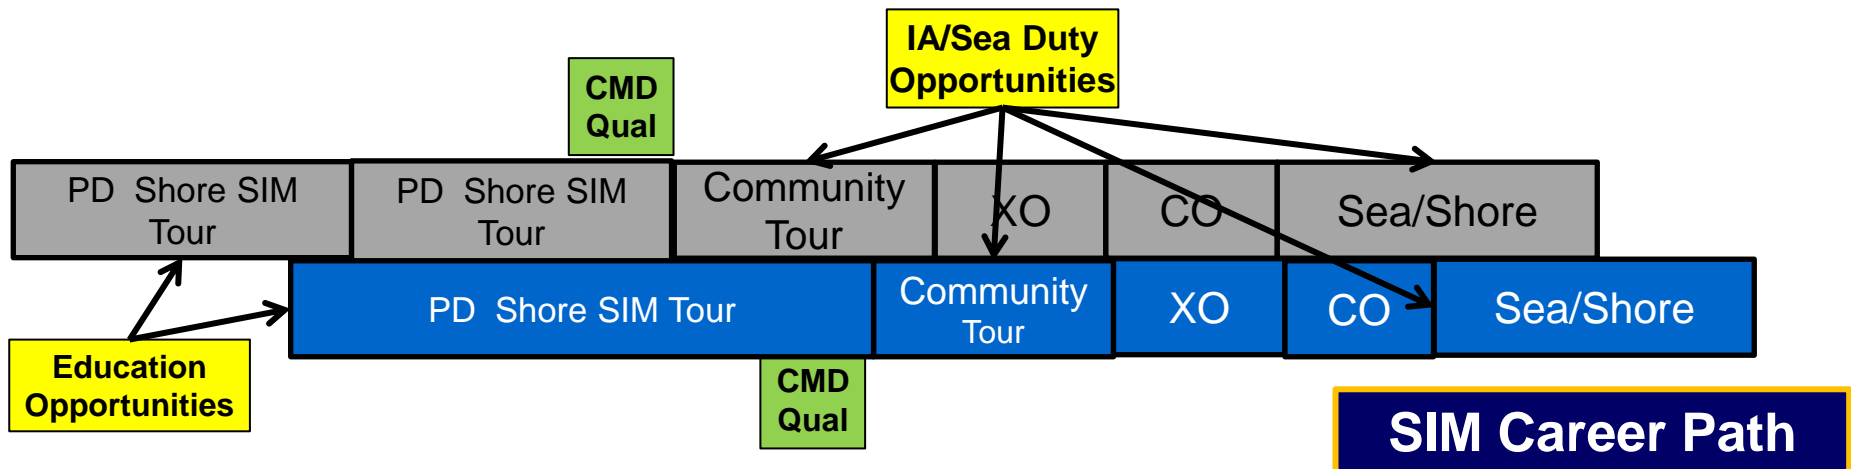 IA/Sea Duty
Opportunities
CMD
Qual
PD Shore SIM
Tour
PD Shore SIM
Tour
Community
Tour
XO
CO
Sea/Shore
PD Shore SIM Tour
Community
Tour
XO
CO
Sea/Shore
Education
Opportunities
CMD
Qual
SIM Career Path